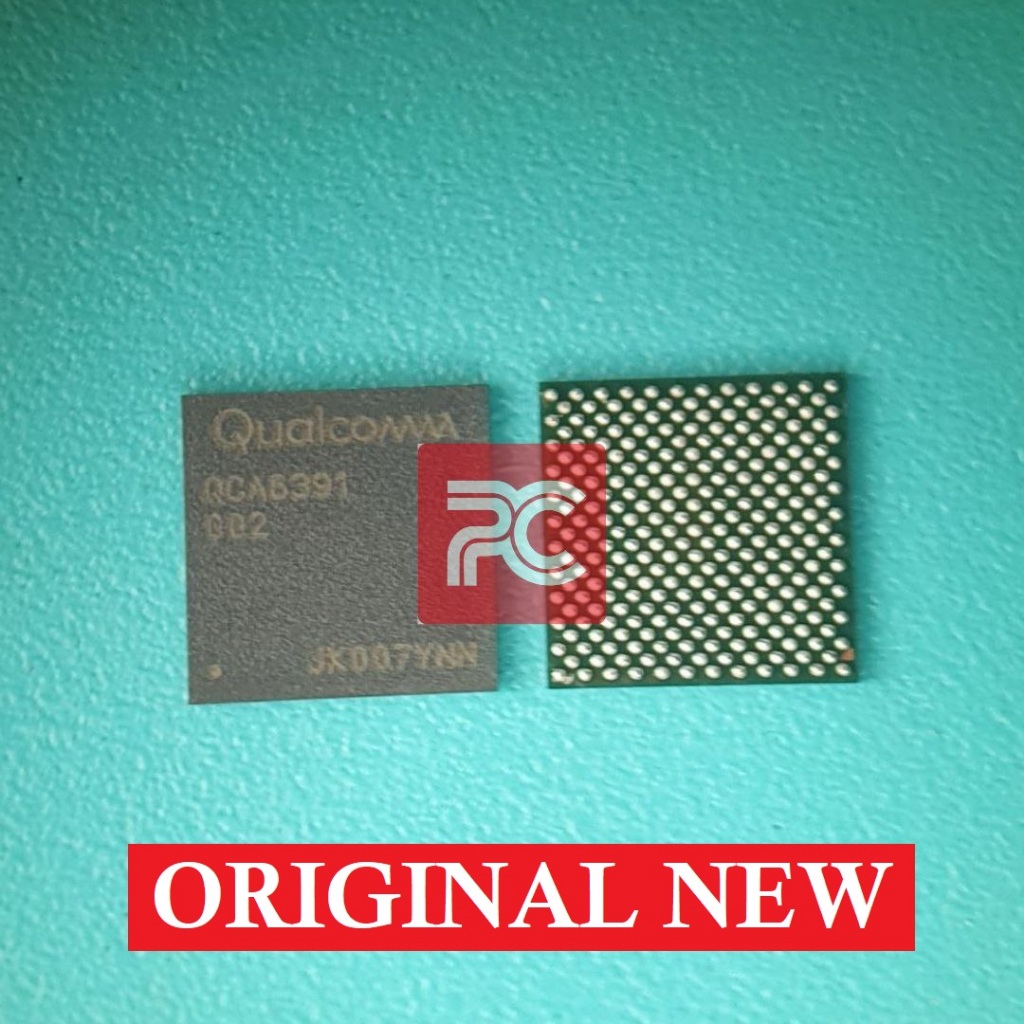 Qualcomm
QCA6391
002
JK007YNN
PC
ORIGINAL NEW